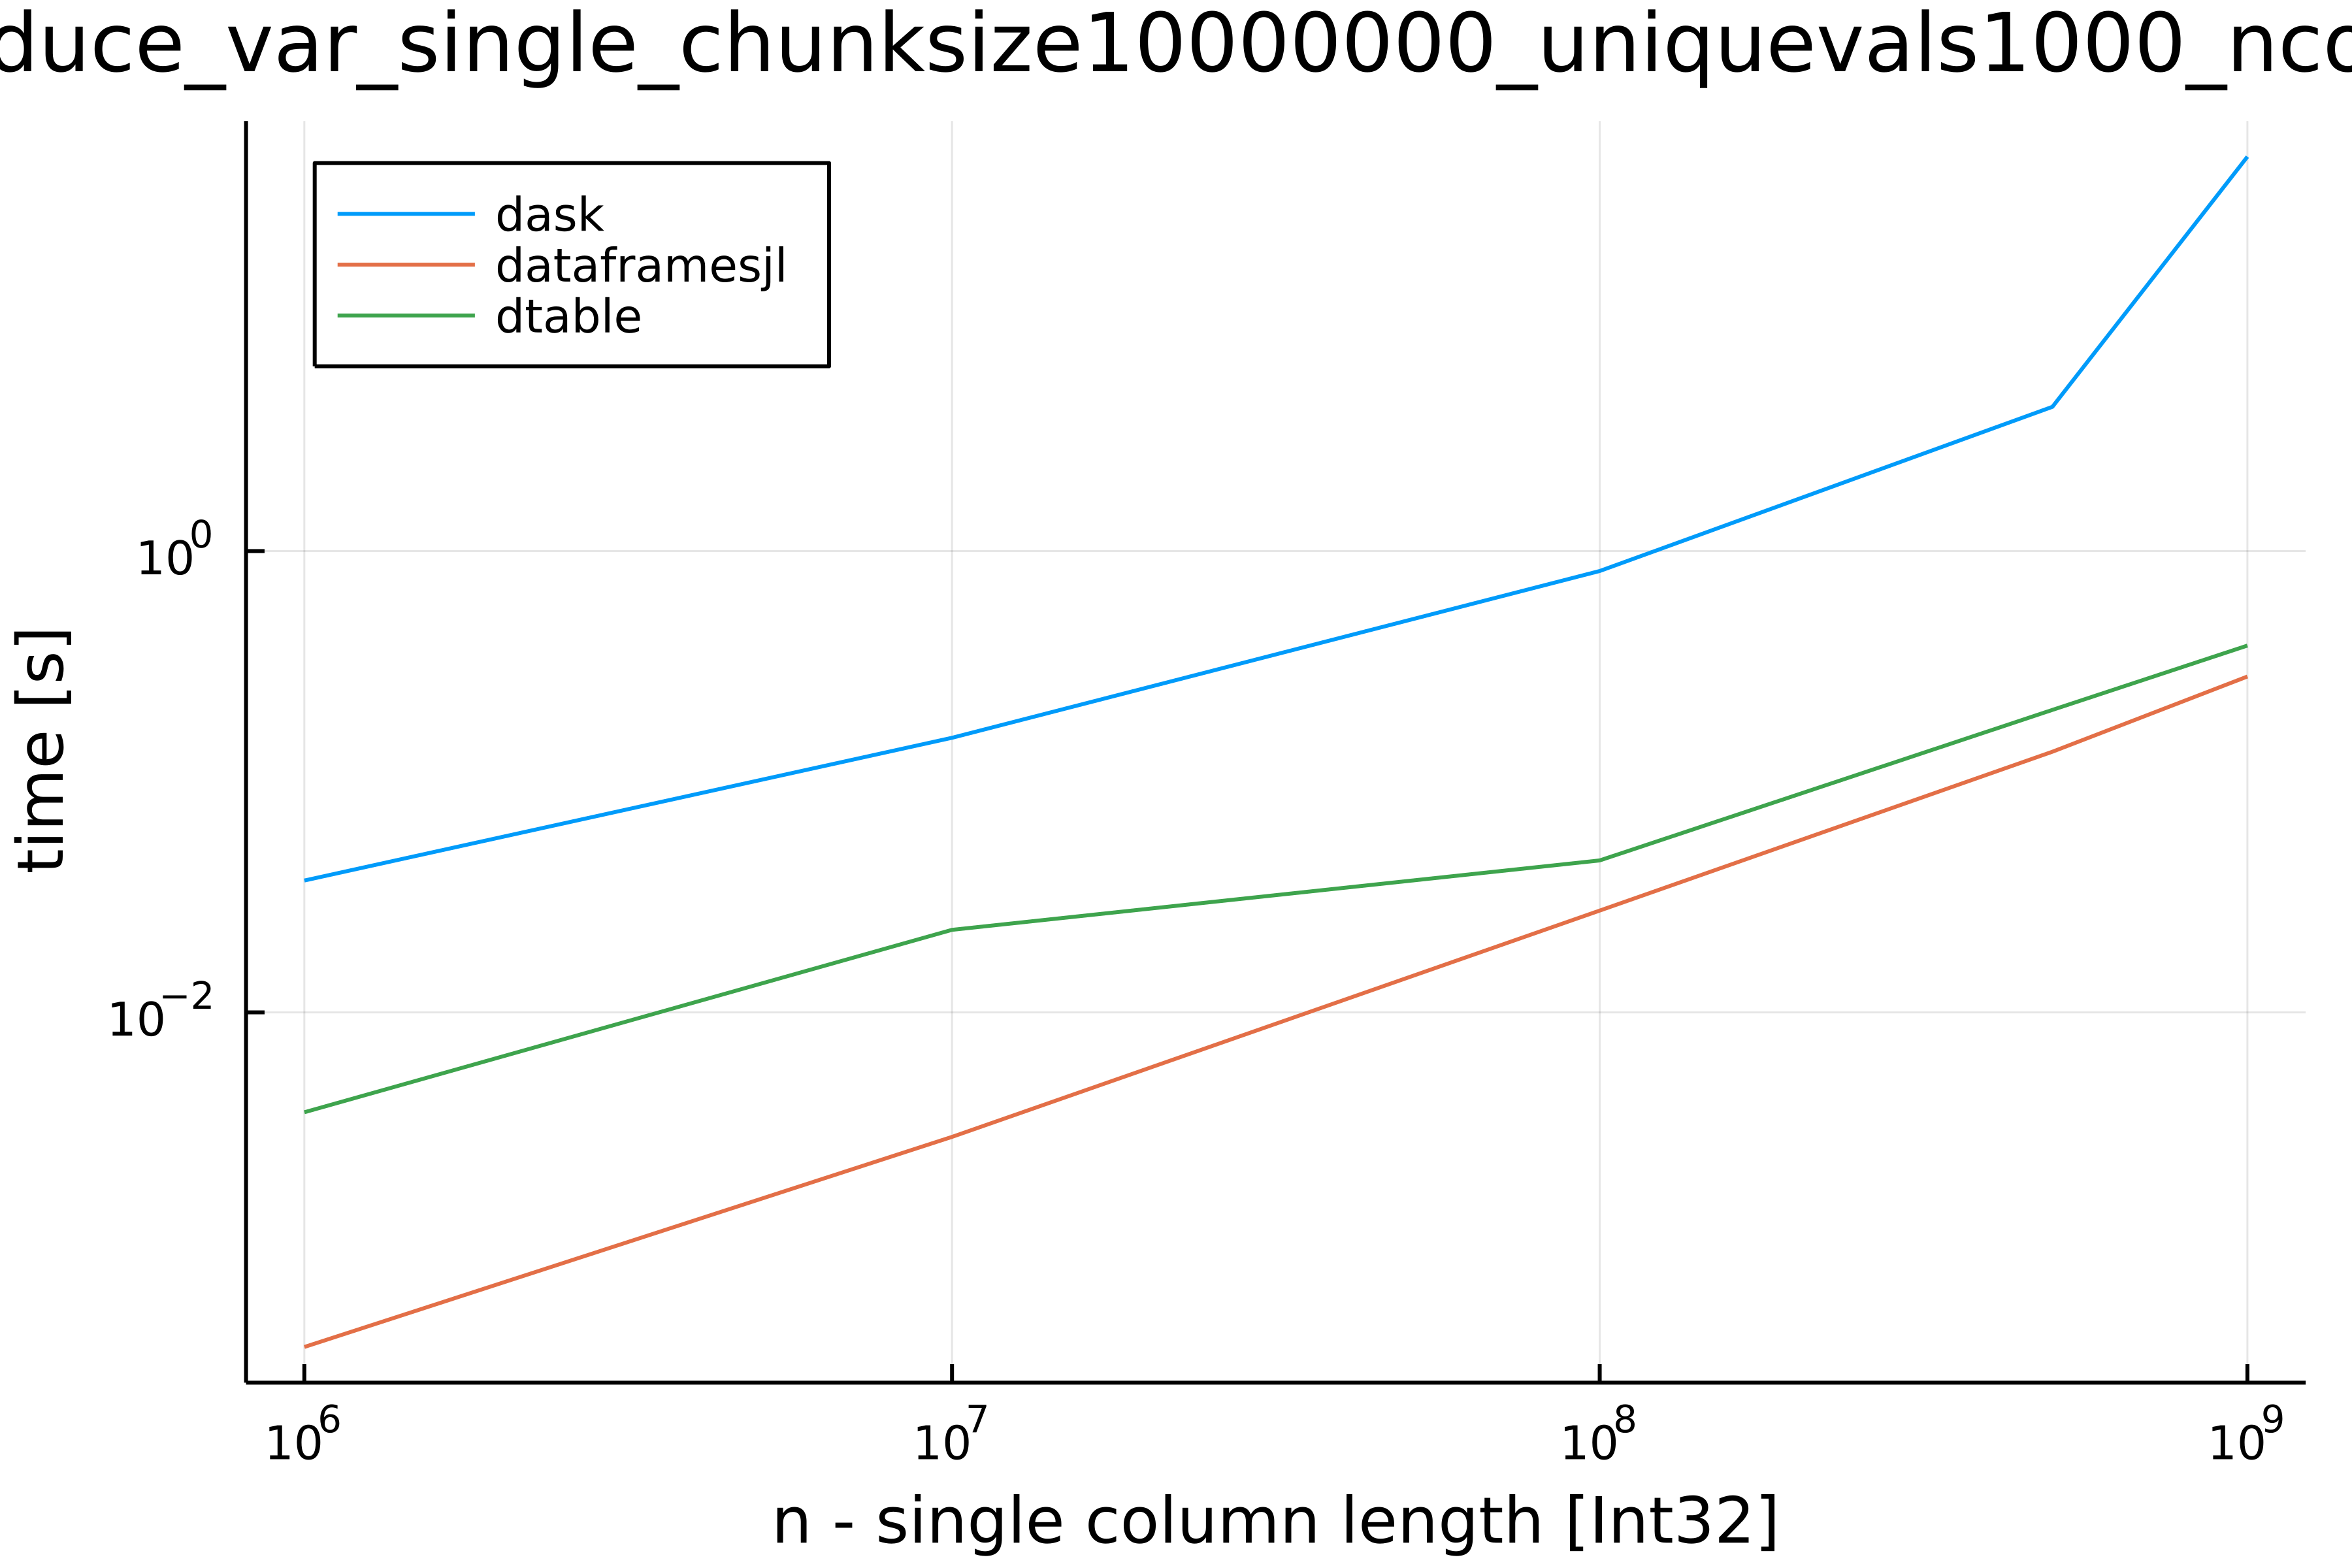 duce_var_single_chunksize10000000_uniquevals1000_nco
dask
dataframesjl
dtable
10^0
10^−2
time [s]
10^6 10^7 10^8 10^9
n - single column length [Int32]